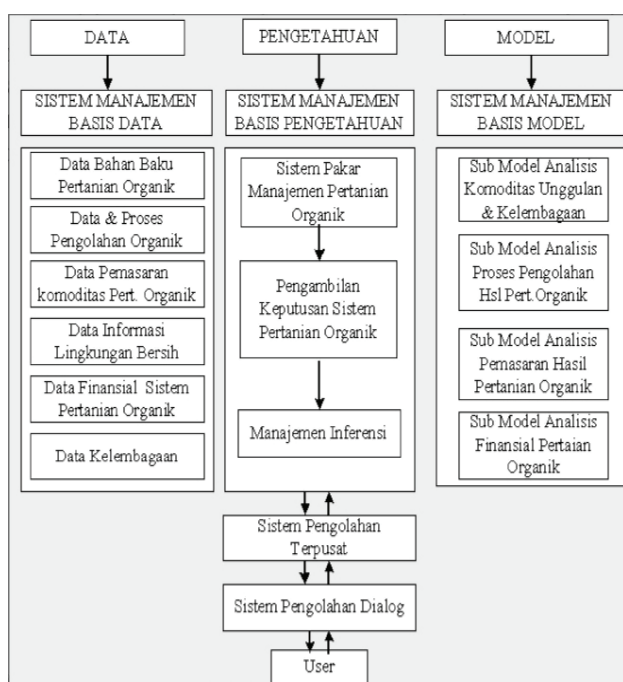 DATA
PENGETAHUAN
MODEL
SISTEM MANAJEMEN
BASIS DATA
SISTEM MANAJEMEN
BASIS PENGETAHUAN
SISTEM MANAJEMEN
BASIS MODEL
Data Bahan Baku
Pertanian Organik
Data & Proses
Pengolahan Organik
Data Pemasaran
komoditas Pert. Organik
Data Informasi
Lingkungan Bersih
Data Finansial Sistem
Pertanian Organik
Data Kelembagaan
Sistem Pakar
Manajemen Pertanian
Organik
Pengambilan
Keputusan Sistem
Pertanian Organik
Manajemen Inferensi
Sub Model Analisis
Komoditas Unggulan
& Kelembagaan
Sub Model Analisis
Proses Pengolahan
Hsl Pert.Organik
Sub Model Analisis
Pemasaran Hasil
Pertanian Organik
Sub Model Analisis
Finansial Pertaian
Organik
Sistem Pengolahan
Terpusat
Sistem Pengolahan Dialog
User